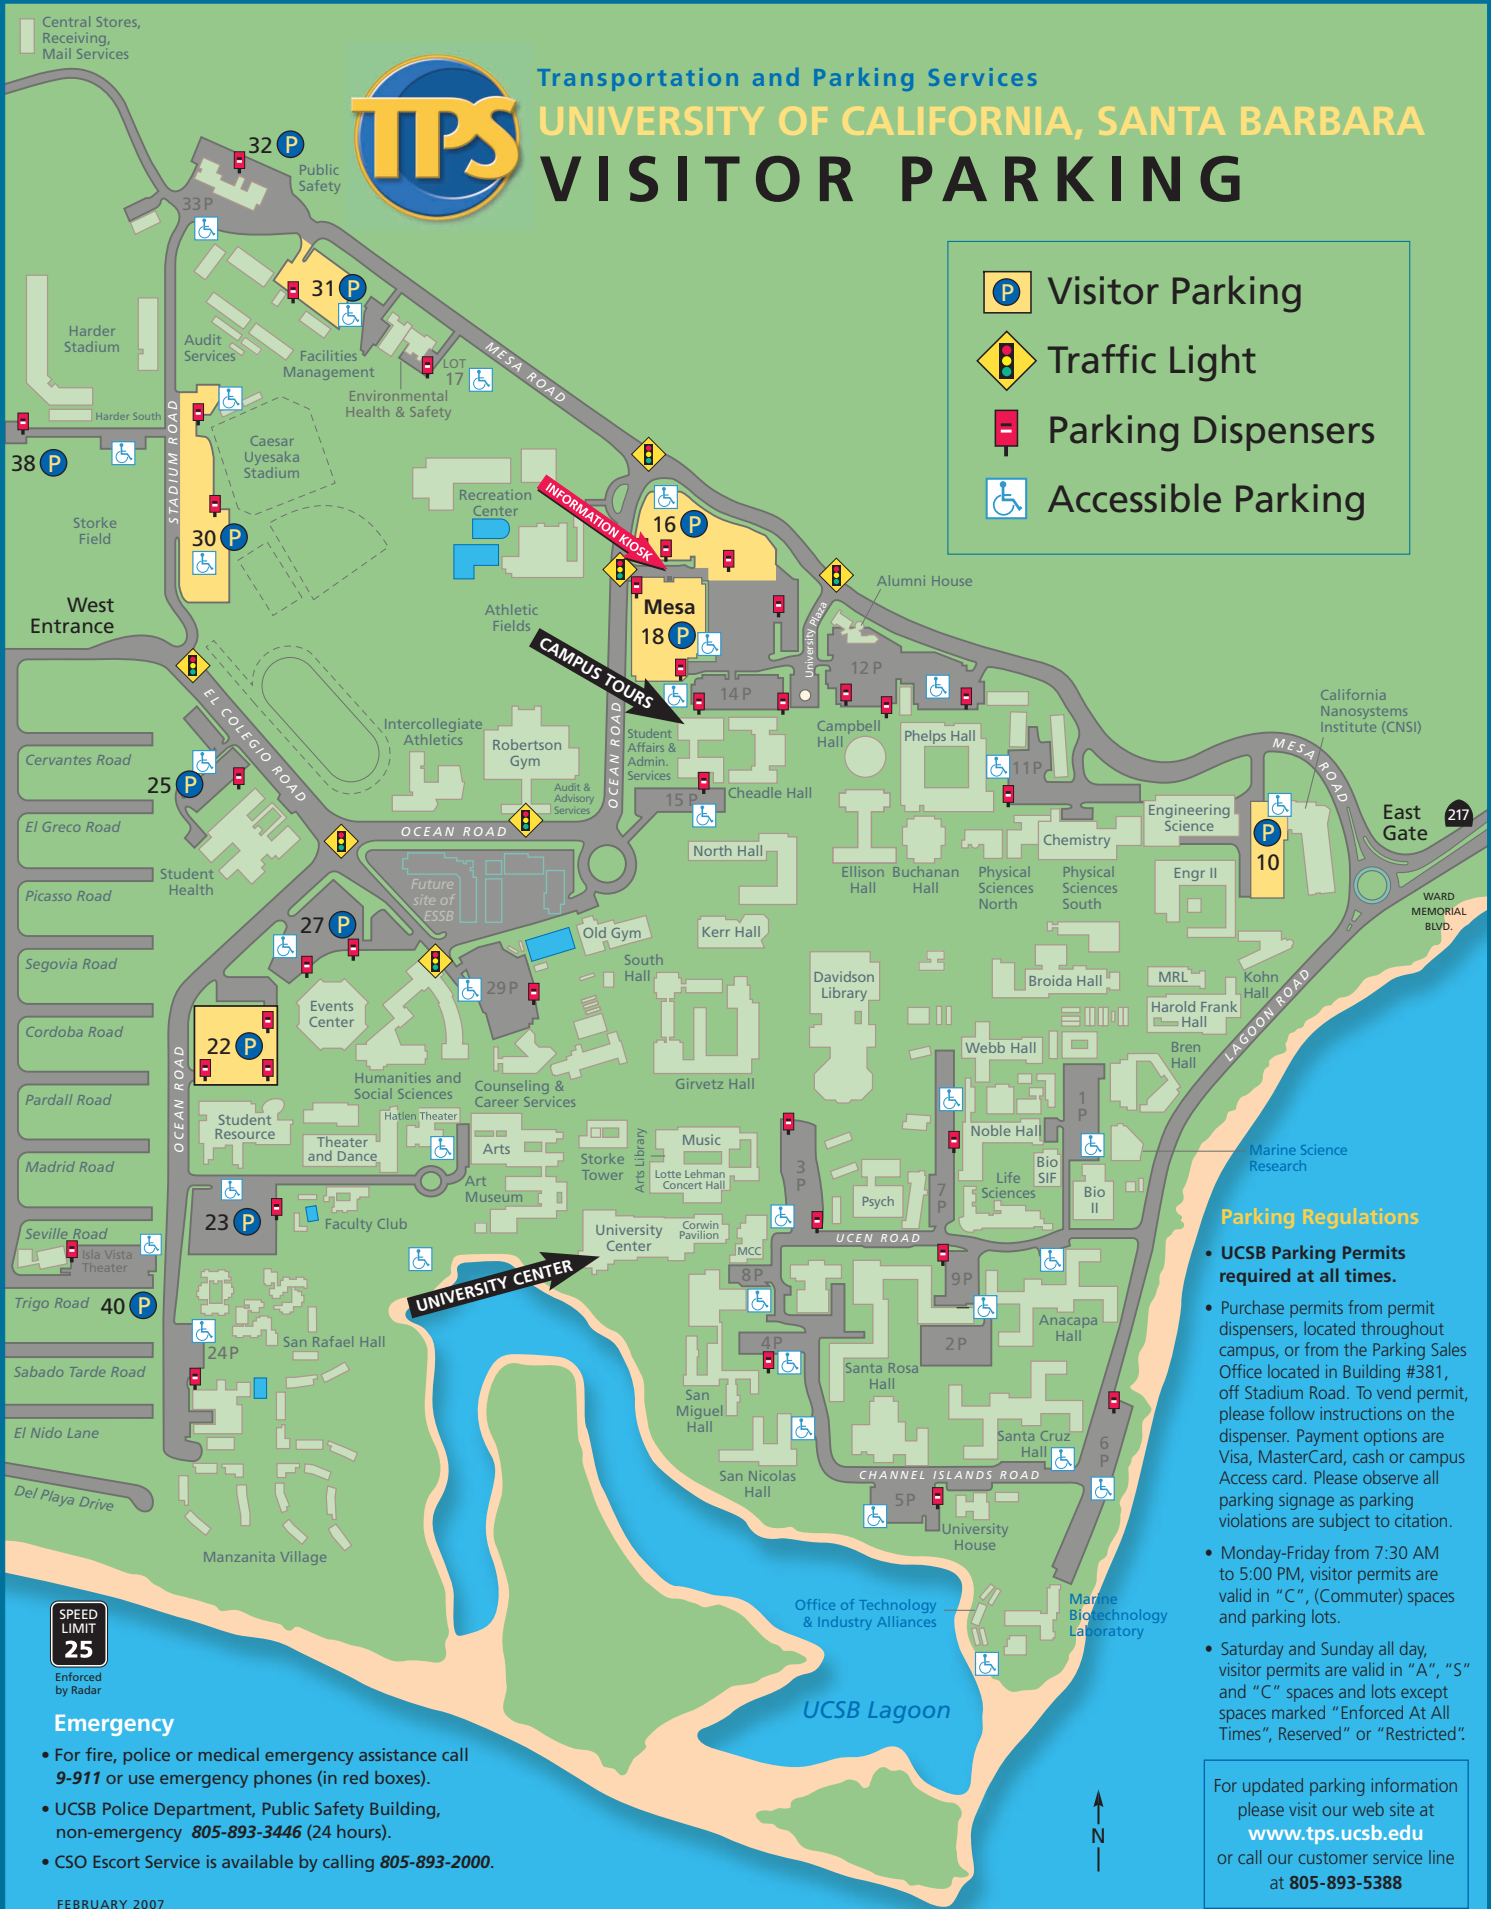 Central Stores,
Receiving,
Mail Services
TPS
Transportation and Parking Services
UNIVERSITY OF CALIFORNIA, SANTA BARBARA
VISITOR PARKING
P Visitor Parking
Traffic Light
Parking Dispensers
Accessible Parking
32 P
Public
Safety
33 P
31 P
Harder
Stadium
Audit
Services
Facilities
Management
LOT
17
Environmental
Health & Safety
MESA ROAD
Harder South
STADIUM ROAD
38 P
Caesar
Uyesaka
Stadium
Storke
Field
30 P
Recreation
Center
INFORMATION KIOSK
16 P
West
Entrance
Athletic
Fields
Mesa
18 P
Alumni House
University Plaza
CAMPUS TOURS
12 P
14 P
EL COLEGIO ROAD
Intercollegiate
Athletics
Robertson
Gym
OCEAN ROAD
Student
Affairs &
Admin.
Services
Campbell
Hall
Phelps Hall
California
Nanosystems
Institute (CNSI)
MESA ROAD
Cervantes Road
25 P
Audit &
Advisory
Services
15 P
Cheadle Hall
11 P
Engineering
Science
P
10
East
Gate
217
El Greco Road
OCEAN ROAD
North Hall
Chemistry
Student
Health
Future
site of
ESSB
Ellison
Hall
Buchanan
Hall
Physical
Sciences
North
Physical
Sciences
South
Engr II
Picasso Road
WARD
MEMORIAL
BLVD.
27 P
Old Gym
Kerr Hall
Segovia Road
South
Hall
Davidson
Library
Broida Hall
MRL
Kohn
Hall
29 P
Events
Center
Harold Frank
Hall
LAGOON ROAD
Cordoba Road
22 P
OCEAN ROAD
Webb Hall
Bren
Hall
Humanities and
Social Sciences
Counseling &
Career Services
Girvetz Hall
Pardall Road
Student
Resource
Hatlen Theater
Theater
and Dance
Arts
Storke
Tower
Arts Library
Music
Lotte Lehman
Concert Hall
1
P
Noble Hall
Bio
SIF
Marine Science
Research
Madrid Road
Art
Museum
3
P
Psych
7
P
Life
Sciences
Bio
II
23 P
Faculty Club
University
Center
Corwin
Pavilion
MCC
UCEN ROAD
Seville Road
Isla Vista
Theater
UNIVERSITY CENTER
8 P
9 P
Trigo Road
40 P
San Rafael Hall
24 P
4 P
2 P
Anacapa
Hall
Sabado Tarde Road
Santa Rosa
Hall
San
Miguel
Hall
El Nido Lane
Santa Cruz
Hall
6
P
San Nicolas
Hall
CHANNEL ISLANDS ROAD
Del Playa Drive
5 P
University
House
Manzanita Village
Office of Technology
& Industry Alliances
Marine
Biotechnology
Laboratory
UCSB Lagoon
Parking Regulations
• UCSB Parking Permits
required at all times.
• Purchase permits from permit
dispensers, located throughout
campus, or from the Parking Sales
Office located in Building #381,
off Stadium Road. To vend permit,
please follow instructions on the
dispenser. Payment options are
Visa, MasterCard, cash or campus
Access card. Please observe all
parking signage as parking
violations are subject to citation.
• Monday-Friday from 7:30 AM
to 5:00 PM, visitor permits are
valid in “C”, (Commuter) spaces
and parking lots.
• Saturday and Sunday all day,
visitor permits are valid in “A”, “S”
and “C” spaces and lots except
spaces marked “Enforced At All
Times”, Reserved” or “Restricted”.
For updated parking information
please visit our web site at
www.tps.ucsb.edu
or call our customer service line
at 805-893-5388
N
SPEED
LIMIT
25
Enforced
by Radar
Emergency
• For fire, police or medical emergency assistance call
9-911 or use emergency phones (in red boxes).
• UCSB Police Department, Public Safety Building,
non-emergency 805-893-3446 (24 hours).
• CSO Escort Service is available by calling 805-893-2000.
FEBRUARY 2007